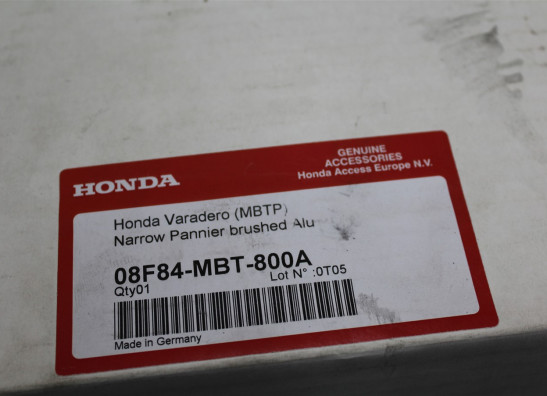 HONDA
GENUINE
ACCESSORIES
Honda Access Europe N.V.
Honda Varadero (MBTP)
Narrow Pannier brushed Alu
08F84-MBT-800A
Qty01
Lot N° :0T05
Made in Germany